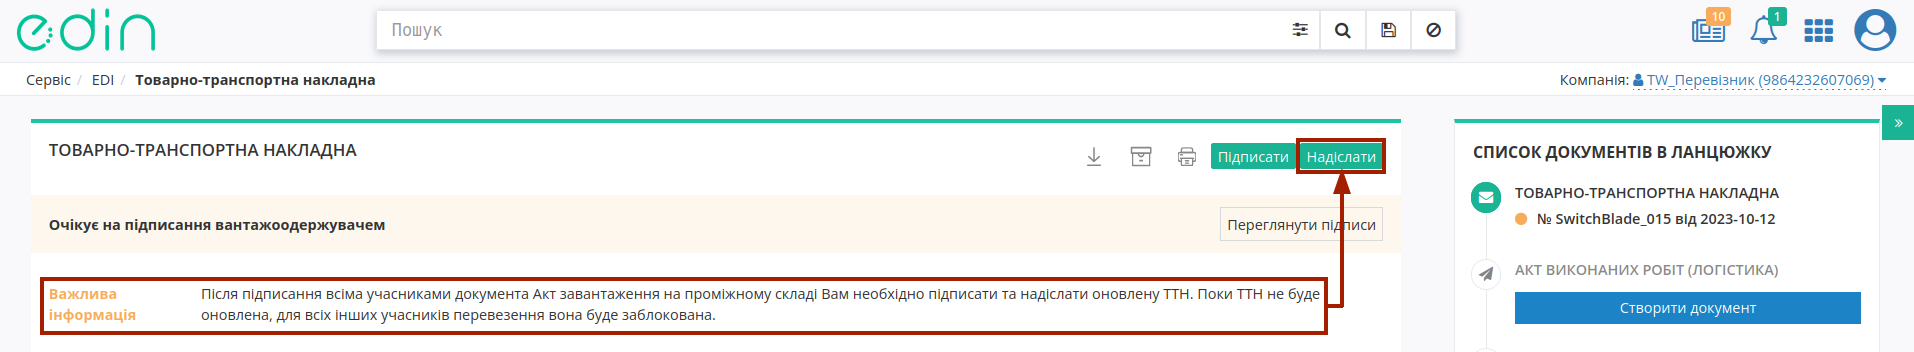 edin
Пошук
10
1
Сервіс / EDI / Товарно-транспортна накладна
Компанія: TW_Перевізник (9864232607069)
ТОВАРНО-ТРАНСПОРТНА НАКЛАДНА
Підписати
Надіслати
Очікує на підписання вантажоодержувачем
Переглянути підписи
Важлива
інформація
Після підписання всіма учасниками документа Акт завантаження на проміжному складі Вам необхідно підписати та надіслати оновлену ТТН. Поки ТТН не буде
оновлена, для всіх інших учасників перевезення вона буде заблокована.
»
СПИСОК ДОКУМЕНТІВ В ЛАНЦЮЖКУ
ТОВАРНО-ТРАНСПОРТНА НАКЛАДНА
№ SwitchBlade_015 від 2023-10-12
АКТ ВИКОНАНИХ РОБІТ (ЛОГІСТИКА)
Створити документ